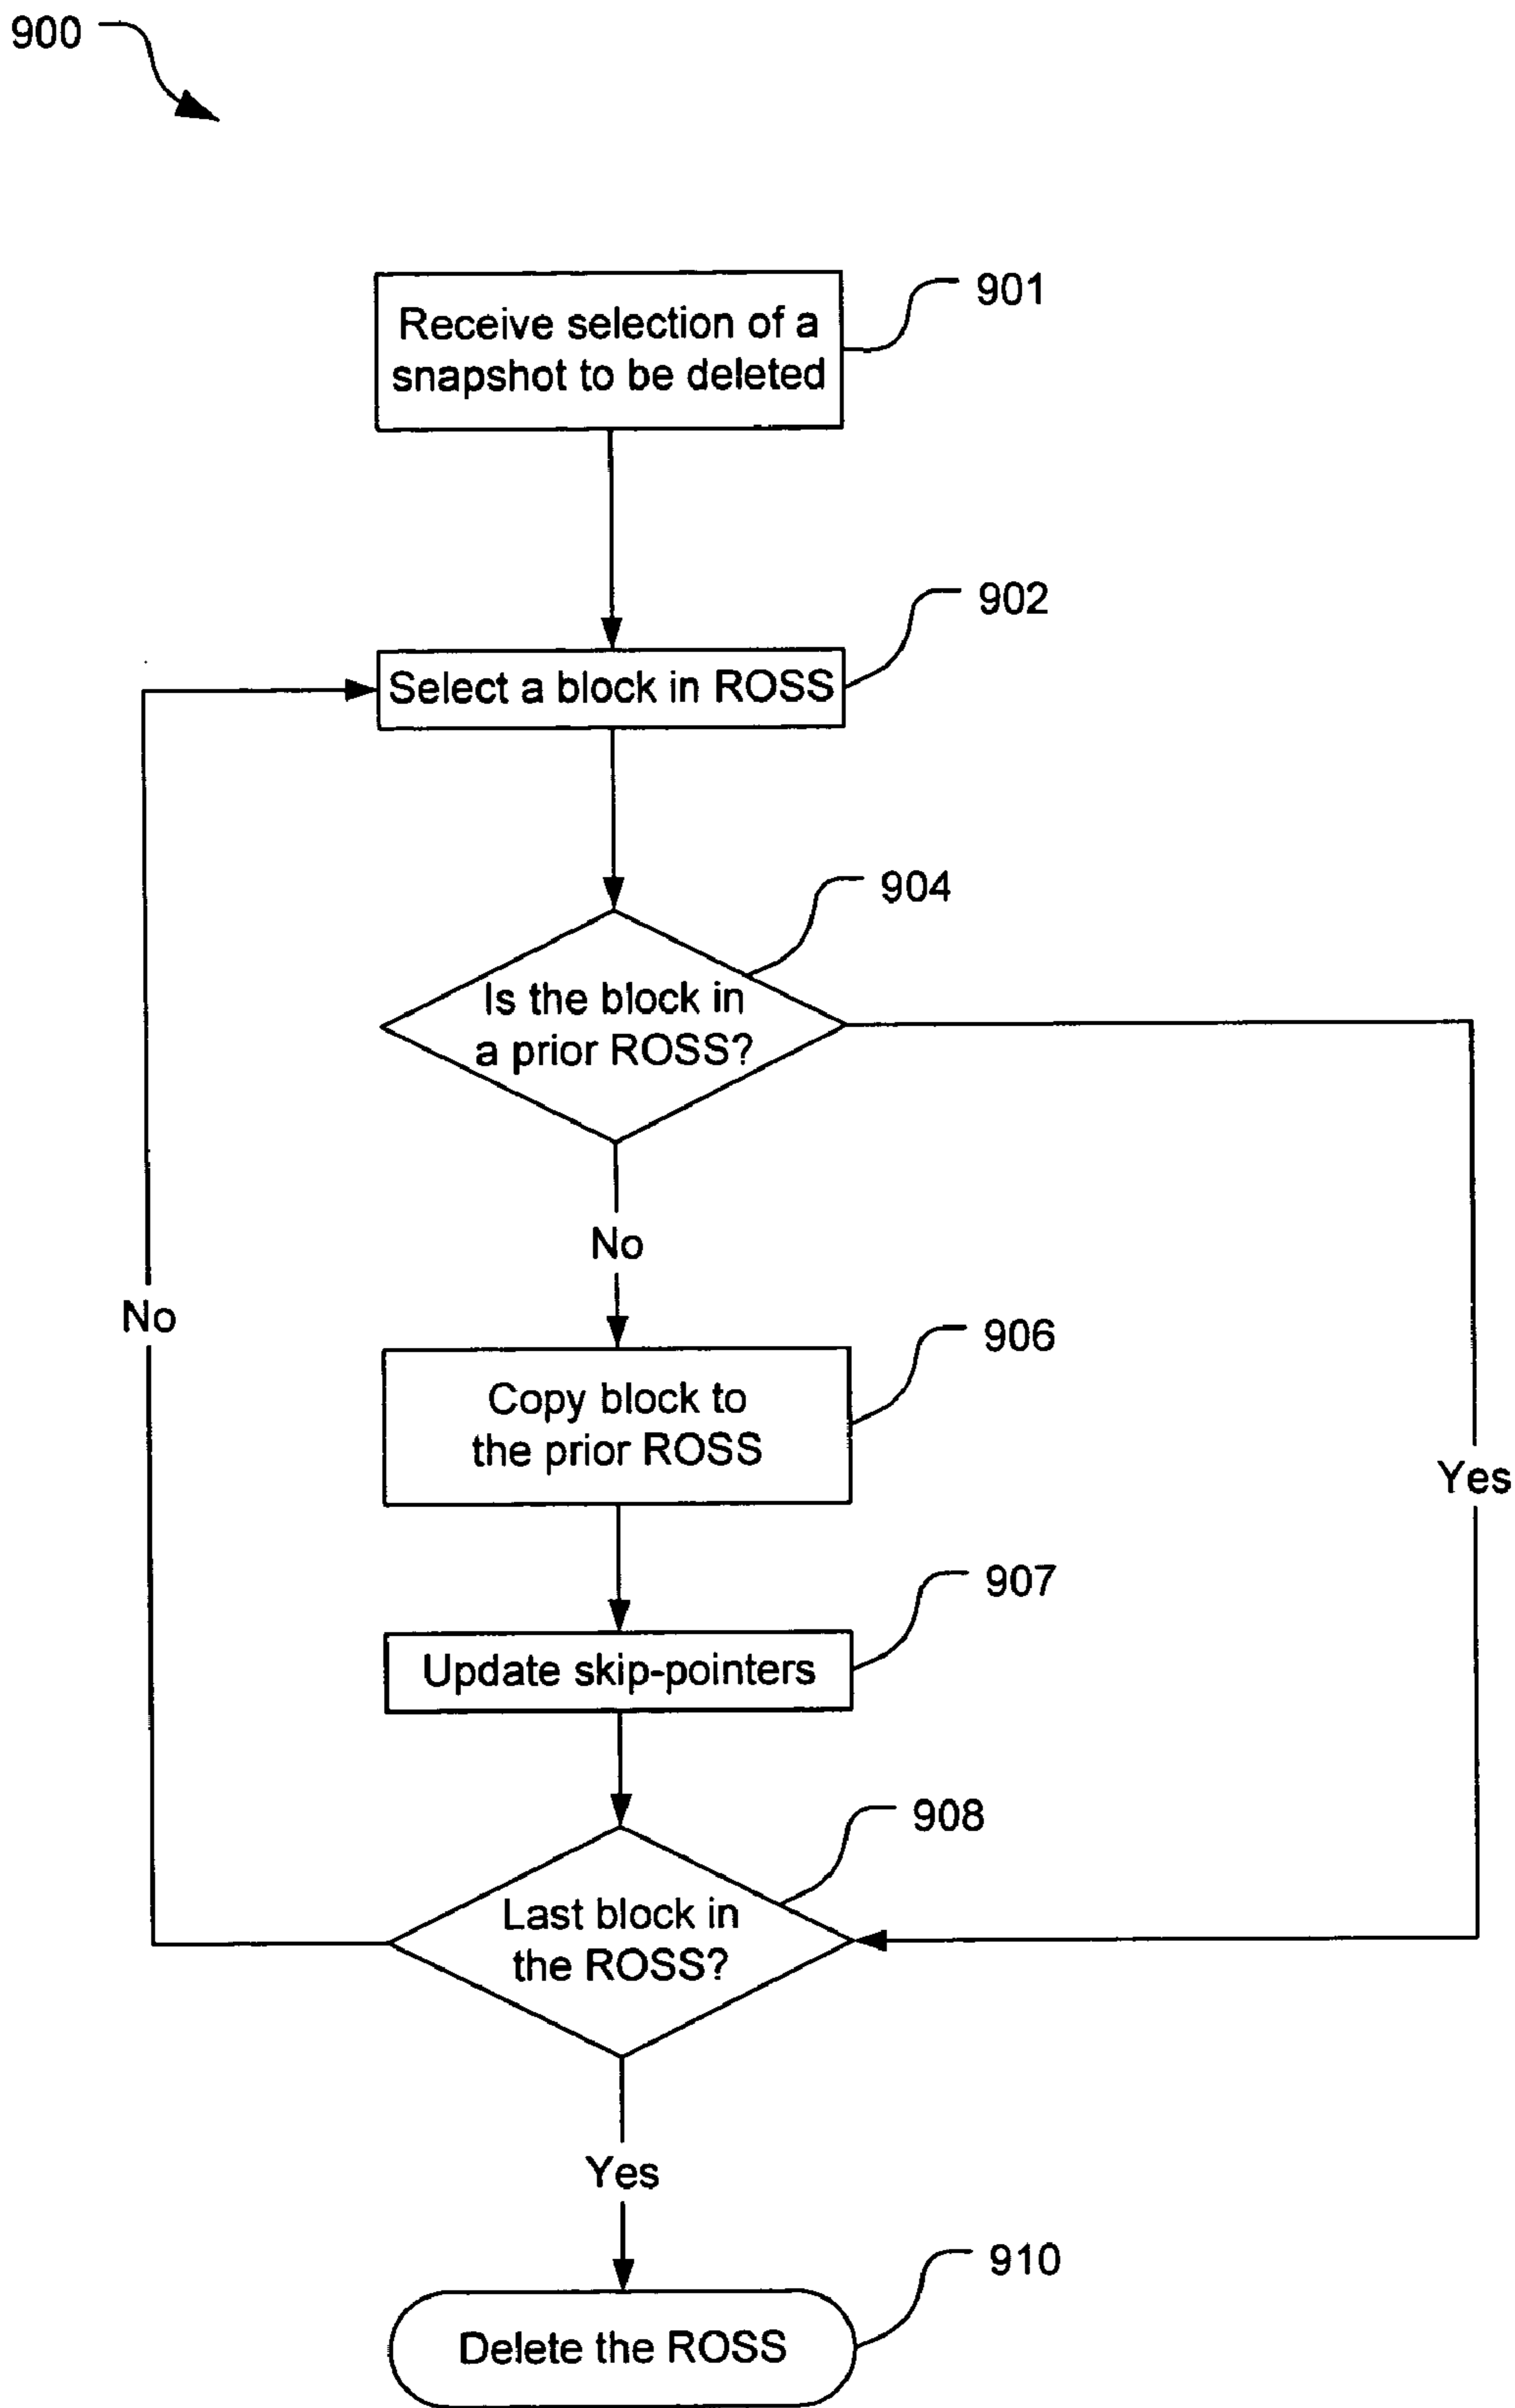 900
Receive selection of a
snapshot to be deleted
901
Select a block in ROSS
902
Is the block in
a prior ROSS?
904
No
Yes
Copy block to
the prior ROSS
906
Update skip-pointers
907
Last block in
the ROSS?
908
No
Yes
Delete the ROSS
910